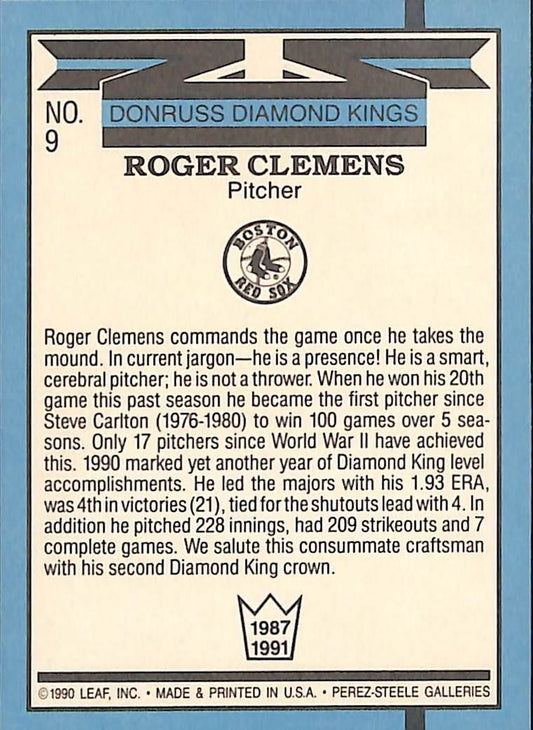 NO.
9
DONRUSS DIAMOND KINGS
ROGER CLEMENS
Pitcher
BOSTON
RED SOX
Roger Clemens commands the game once he takes the
mound. In current jargon—he is a presence! He is a smart,
cerebral pitcher; he is not a thrower. When he won his 20th
game this past season he became the first pitcher since
Steve Carlton (1976-1980) to win 100 games over 5 sea-
sons. Only 17 pitchers since World War II have achieved
this. 1990 marked yet another year of Diamond King level
accomplishments. He led the majors with his 1.93 ERA,
was 4th in victories (21), tied for the shutouts lead with 4. In
addition he pitched 228 innings, had 209 strikeouts and 7
complete games. We salute this consummate craftsman
with his second Diamond King crown.
1987
1991
©1990 LEAF, INC. • MADE & PRINTED IN U.S.A. • PEREZ-STEELE GALLERIES